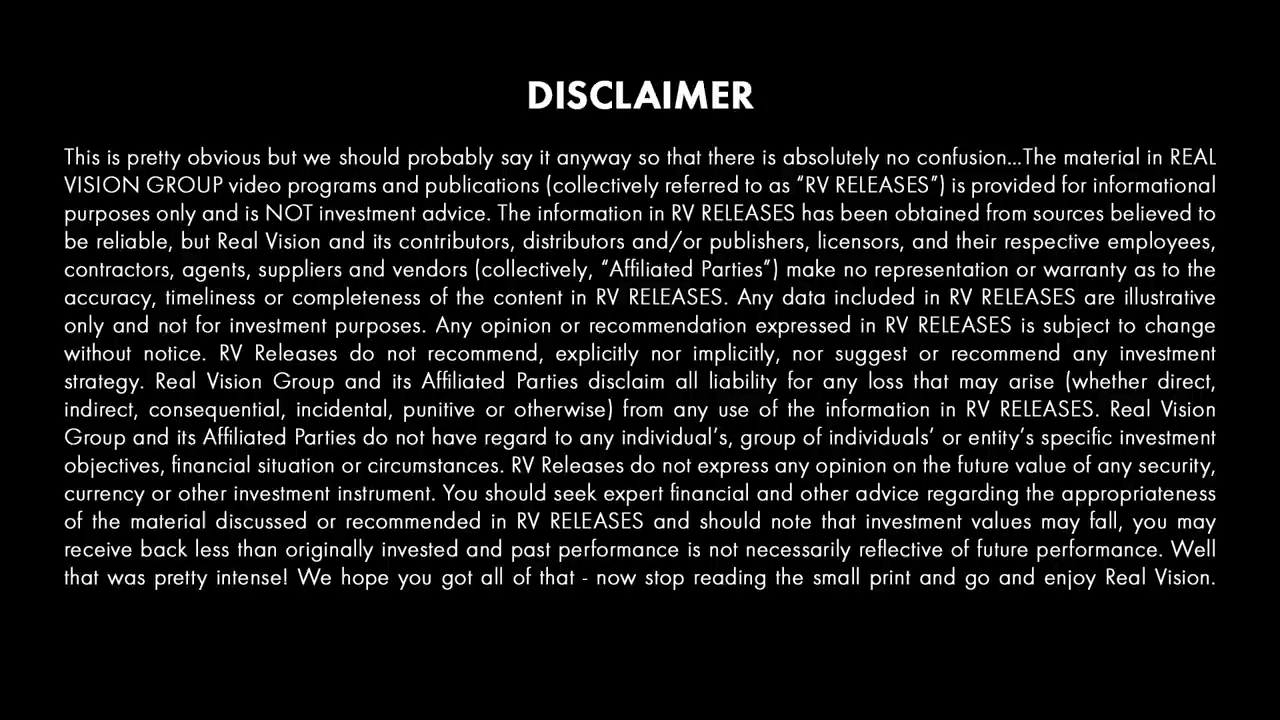 DISCLAIMER
This is pretty obvious but we should probably say it anyway so that there is absolutely no confusion...The material in REAL
VISION GROUP video programs and publications (collectively referred to as “RV RELEASES”) is provided for informational
purposes only and is NOT investment advice. The information in RV RELEASES has been obtained from sources believed to
be reliable, but Real Vision and its contributors, distributors and/or publishers, licensors, and their respective employees,
contractors, agents, suppliers and vendors (collectively, “Affiliated Parties”) make no representation or warranty as to the
accuracy, timeliness or completeness of the content in RV RELEASES. Any data included in RV RELEASES are illustrative
only and not for investment purposes. Any opinion or recommendation expressed in RV RELEASES is subject to change
without notice. RV Releases do not recommend, explicitly nor implicitly, nor suggest or recommend any investment
strategy. Real Vision Group and its Affiliated Parties disclaim all liability for any loss that may arise (whether direct,
indirect, consequential, incidental, punitive or otherwise) from any use of the information in RV RELEASES. Real Vision
Group and its Affiliated Parties do not have regard to any individual’s, group of individuals’ or entity’s specific investment
objectives, financial situation or circumstances. RV Releases do not express any opinion on the future value of any security,
currency or other investment instrument. You should seek expert financial and other advice regarding the appropriateness
of the material discussed or recommended in RV RELEASES and should note that investment values may fall, you may
receive back less than originally invested and past performance is not necessarily reflective of future performance. Well
that was pretty intense! We hope you got all of that - now stop reading the small print and go and enjoy Real Vision.